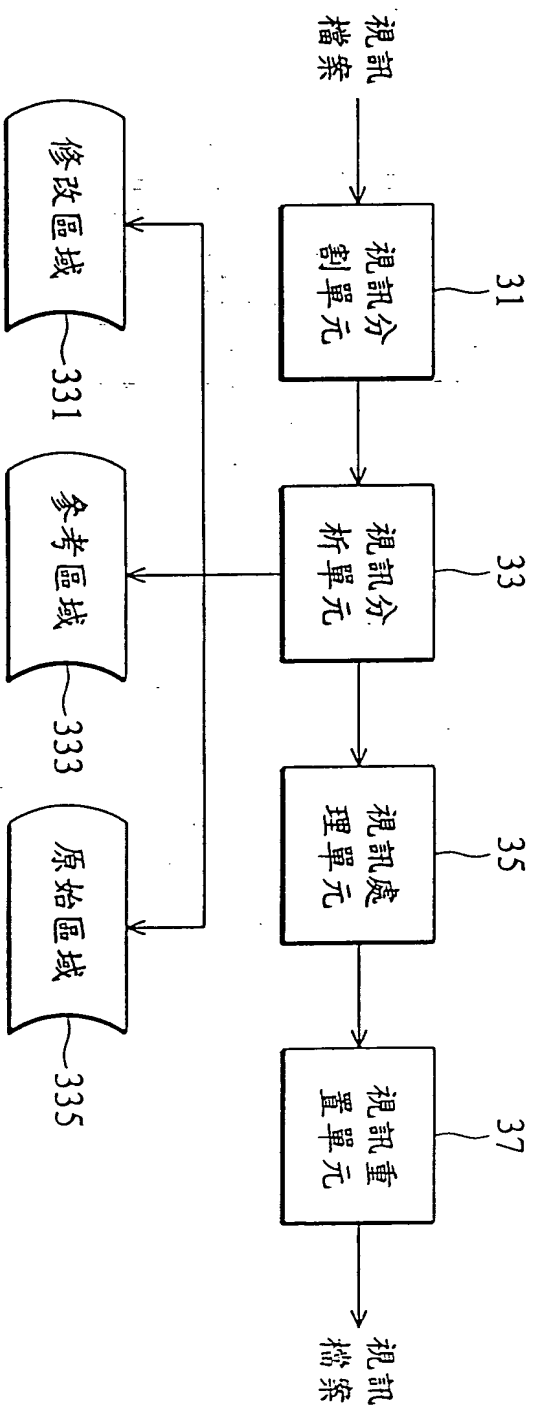 31
33
35
37
視訊
檔案
視訊分
割單元
視訊分
析單元
視訊處
理單元
視訊重
置單元
視訊
檔案
修改區域
331
參考區域
333
原始區域
335